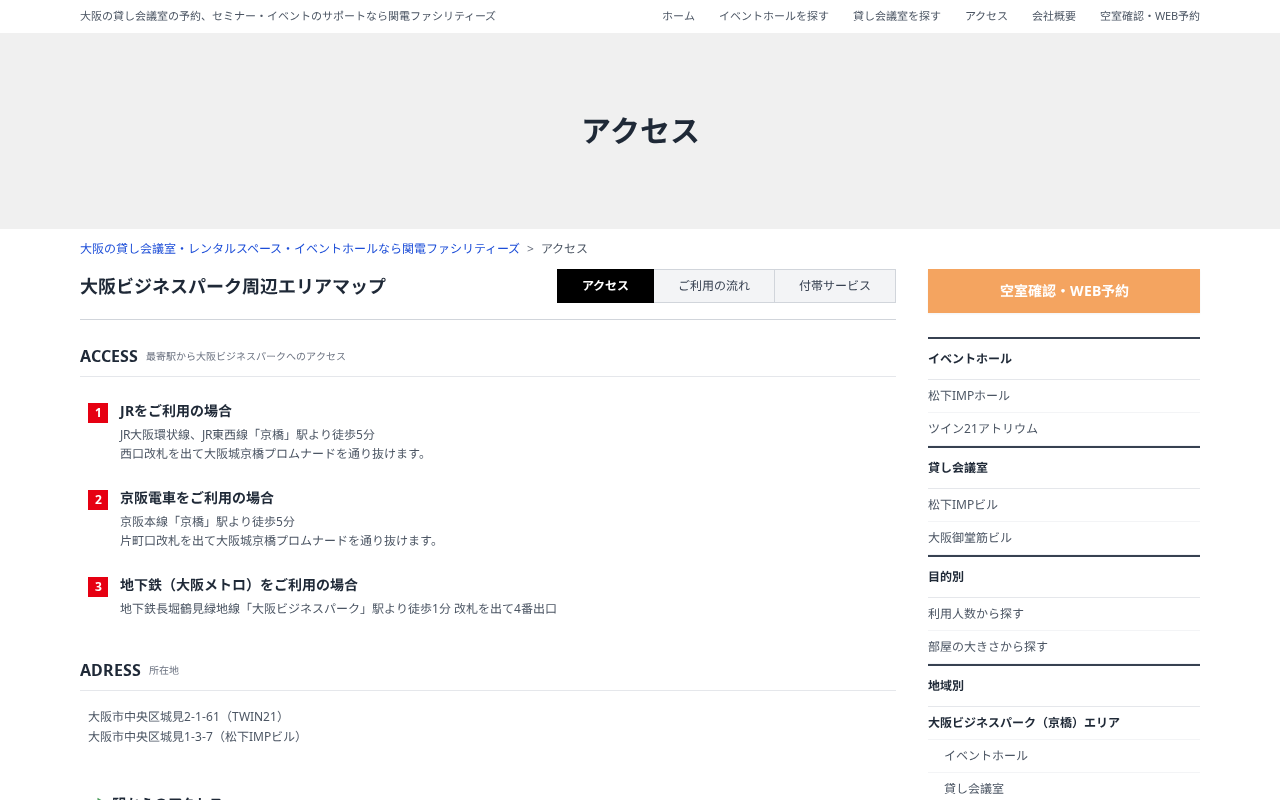 大阪の貸し会議室の予約、セミナー・イベントのサポートなら関電ファシリティーズ
ホーム イベントホールを探す 貸し会議室を探す アクセス 会社概要 空室確認・WEB予約
アクセス
大阪の貸し会議室・レンタルスペース・イベントホールなら関電ファシリティーズ > アクセス
大阪ビジネスパーク周辺エリアマップ
アクセス ご利用の流れ 付帯サービス
ACCESS 最寄駅から大阪ビジネスパークへのアクセス
1 JRをご利用の場合
JR大阪環状線、JR東西線「京橋」駅より徒歩5分
西口改札を出て大阪城京橋プロムナードを通り抜けます。
2 京阪電車をご利用の場合
京阪本線「京橋」駅より徒歩5分
片町口改札を出て大阪城京橋プロムナードを通り抜けます。
3 地下鉄（大阪メトロ）をご利用の場合
地下鉄長堀鶴見緑地線「大阪ビジネスパーク」駅より徒歩1分 改札を出て4番出口
ADRESS 所在地
大阪市中央区城見2-1-61（TWIN21）
大阪市中央区城見1-3-7（松下IMPビル）
空室確認・WEB予約
イベントホール
松下IMPホール
ツイン21アトリウム
貸し会議室
松下IMPビル
大阪御堂筋ビル
目的別
利用人数から探す
部屋の大きさから探す
地域別
大阪ビジネスパーク（京橋）エリア
イベントホール
貸し会議室